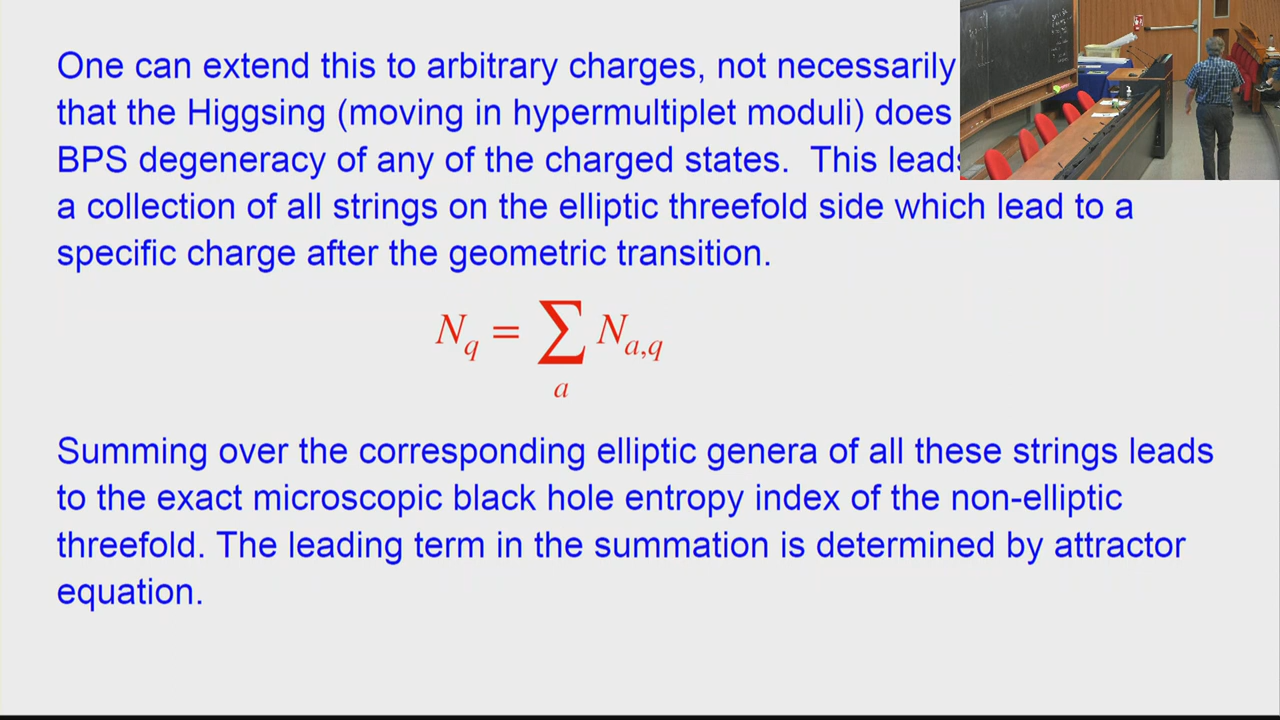 One can extend this to arbitrary charges, not necessarily
that the Higgsing (moving in hypermultiplet moduli) does
BPS degeneracy of any of the charged states. This
a collection of all strings on the elliptic threefold side which lead to a
specific charge after the geometric transition.
N_q = ∑_a N_{a,q}
Summing over the corresponding elliptic genera of all these strings leads
to the exact microscopic black hole entropy index of the non-elliptic
threefold. The leading term in the summation is determined by attractor
equation.